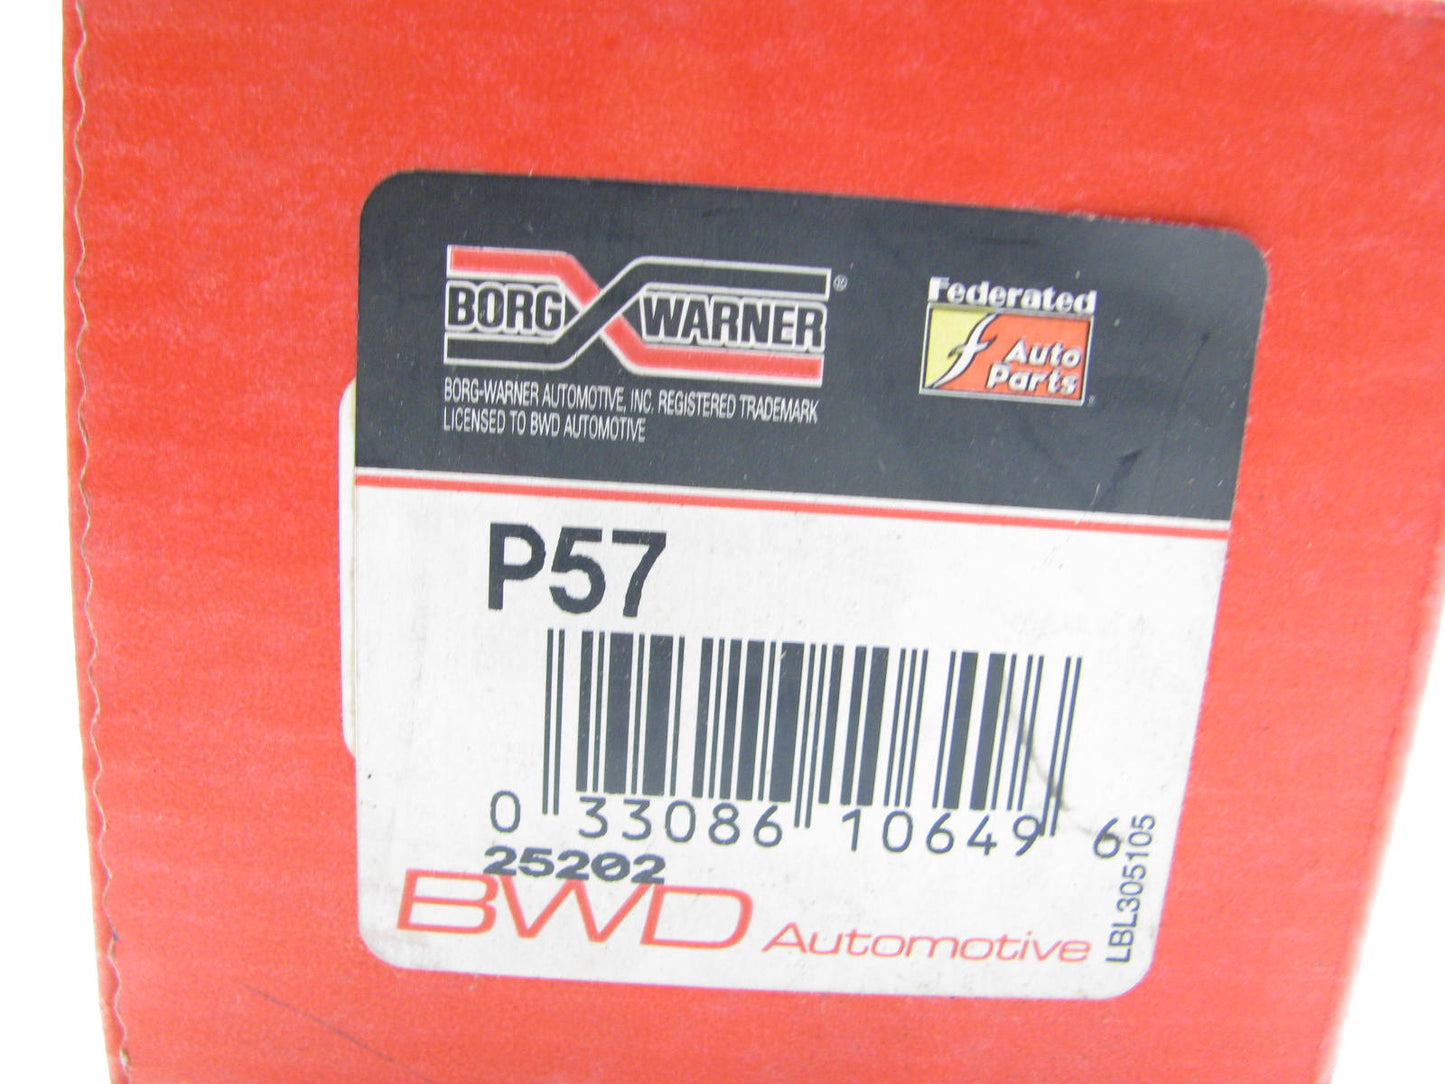 BORG WARNER ®
BORG-WARNER AUTOMOTIVE, INC. REGISTERED TRADEMARK
LICENSED TO BWD AUTOMOTIVE
Federated
f Auto
Parts
P57
0 33086 10649 6
25202
BWD Automotive
LBL305105